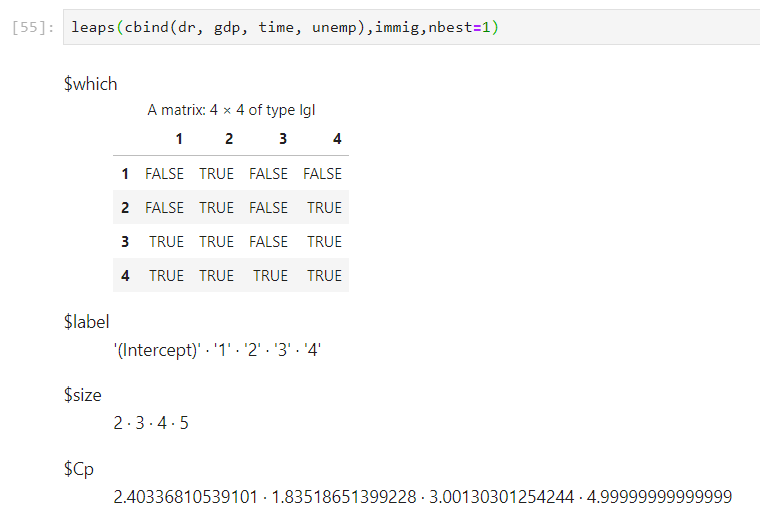 [55]: leaps(cbind(dr, gdp, time, unemp),immig,nbest=1)
$which
A matrix: 4 × 4 of type lgl
1 2 3 4
1 FALSE TRUE FALSE FALSE
2 FALSE TRUE FALSE TRUE
3 TRUE TRUE FALSE TRUE
4 TRUE TRUE TRUE TRUE
$label
'(Intercept)' · '1' · '2' · '3' · '4'
$size
2 · 3 · 4 · 5
$Cp
2.40336810539101 · 1.83518651399228 · 3.00130301254244 · 4.99999999999999